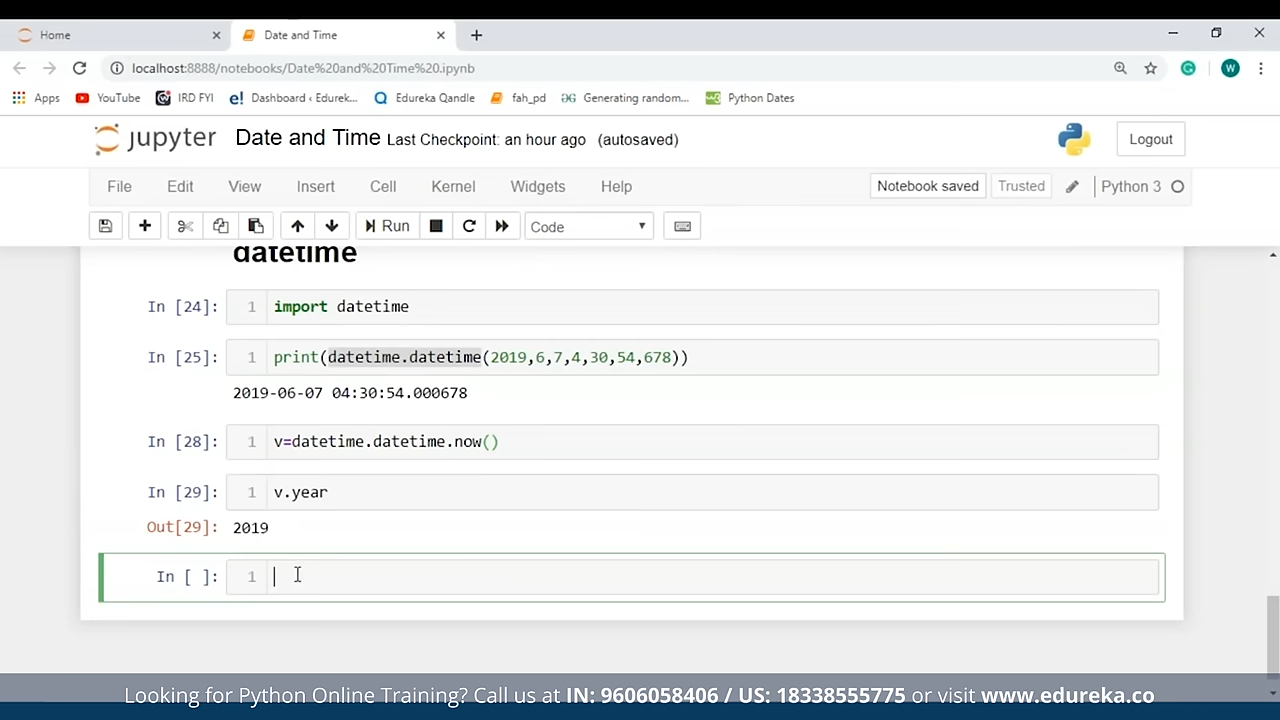 Home
Date and Time
localhost:8888/notebooks/Date%20and%20Time%20.ipynb
Apps YouTube IRD FYI Dashboard ‹ Edurek... Edureka Qandle fah_pd Generating random... Python Dates
jupyter Date and Time Last Checkpoint: an hour ago (autosaved) Logout
File Edit View Insert Cell Kernel Widgets Help Notebook saved Trusted Python 3
Run Code
datetime
In [24]: 1 import datetime
In [25]: 1 print(datetime.datetime(2019,6,7,4,30,54,678))
2019-06-07 04:30:54.000678
In [28]: 1 v=datetime.datetime.now()
In [29]: 1 v.year
Out[29]: 2019
In [ ]: 1
Looking for Python Online Training? Call us at IN: 9606058406 / US: 18338555775 or visit www.edureka.co